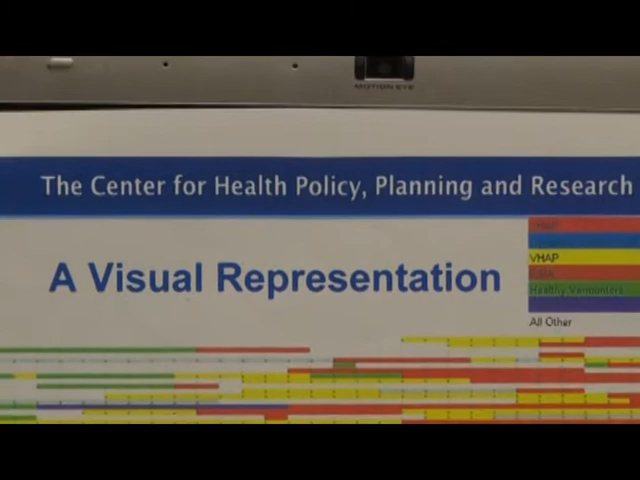 MOTION EYE
The Center for Health Policy, Planning and Research
A Visual Representation
VHAP
Healthy Vermonters
All Other